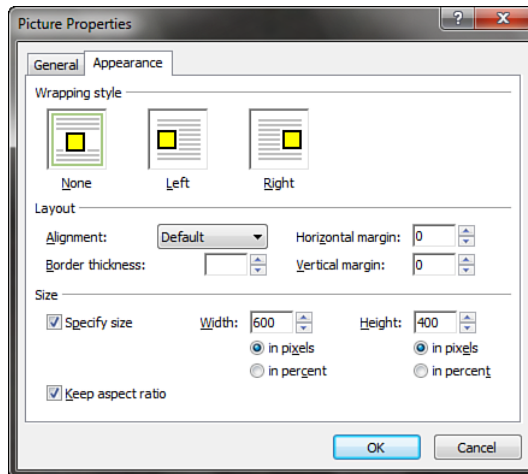 Picture Properties
General Appearance
Wrapping style
None Left Right
Layout
Alignment: Default Horizontal margin: 0
Border thickness: Vertical margin: 0
Size
Specify size Width: 600 Height: 400
in pixels in pixels
in percent in percent
Keep aspect ratio
OK Cancel